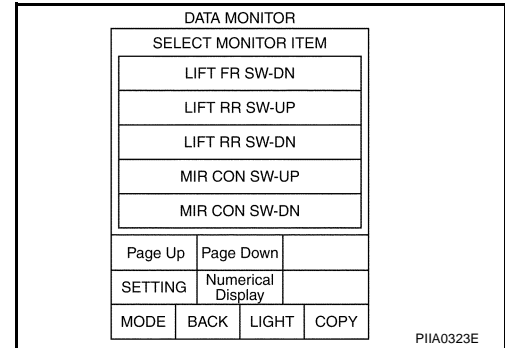 DATA MONITOR
SELECT MONITOR ITEM
LIFT FR SW-DN
LIFT RR SW-UP
LIFT RR SW-DN
MIR CON SW-UP
MIR CON SW-DN
Page Up Page Down
SETTING Numerical
Display
MODE BACK LIGHT COPY
PIIA0323E